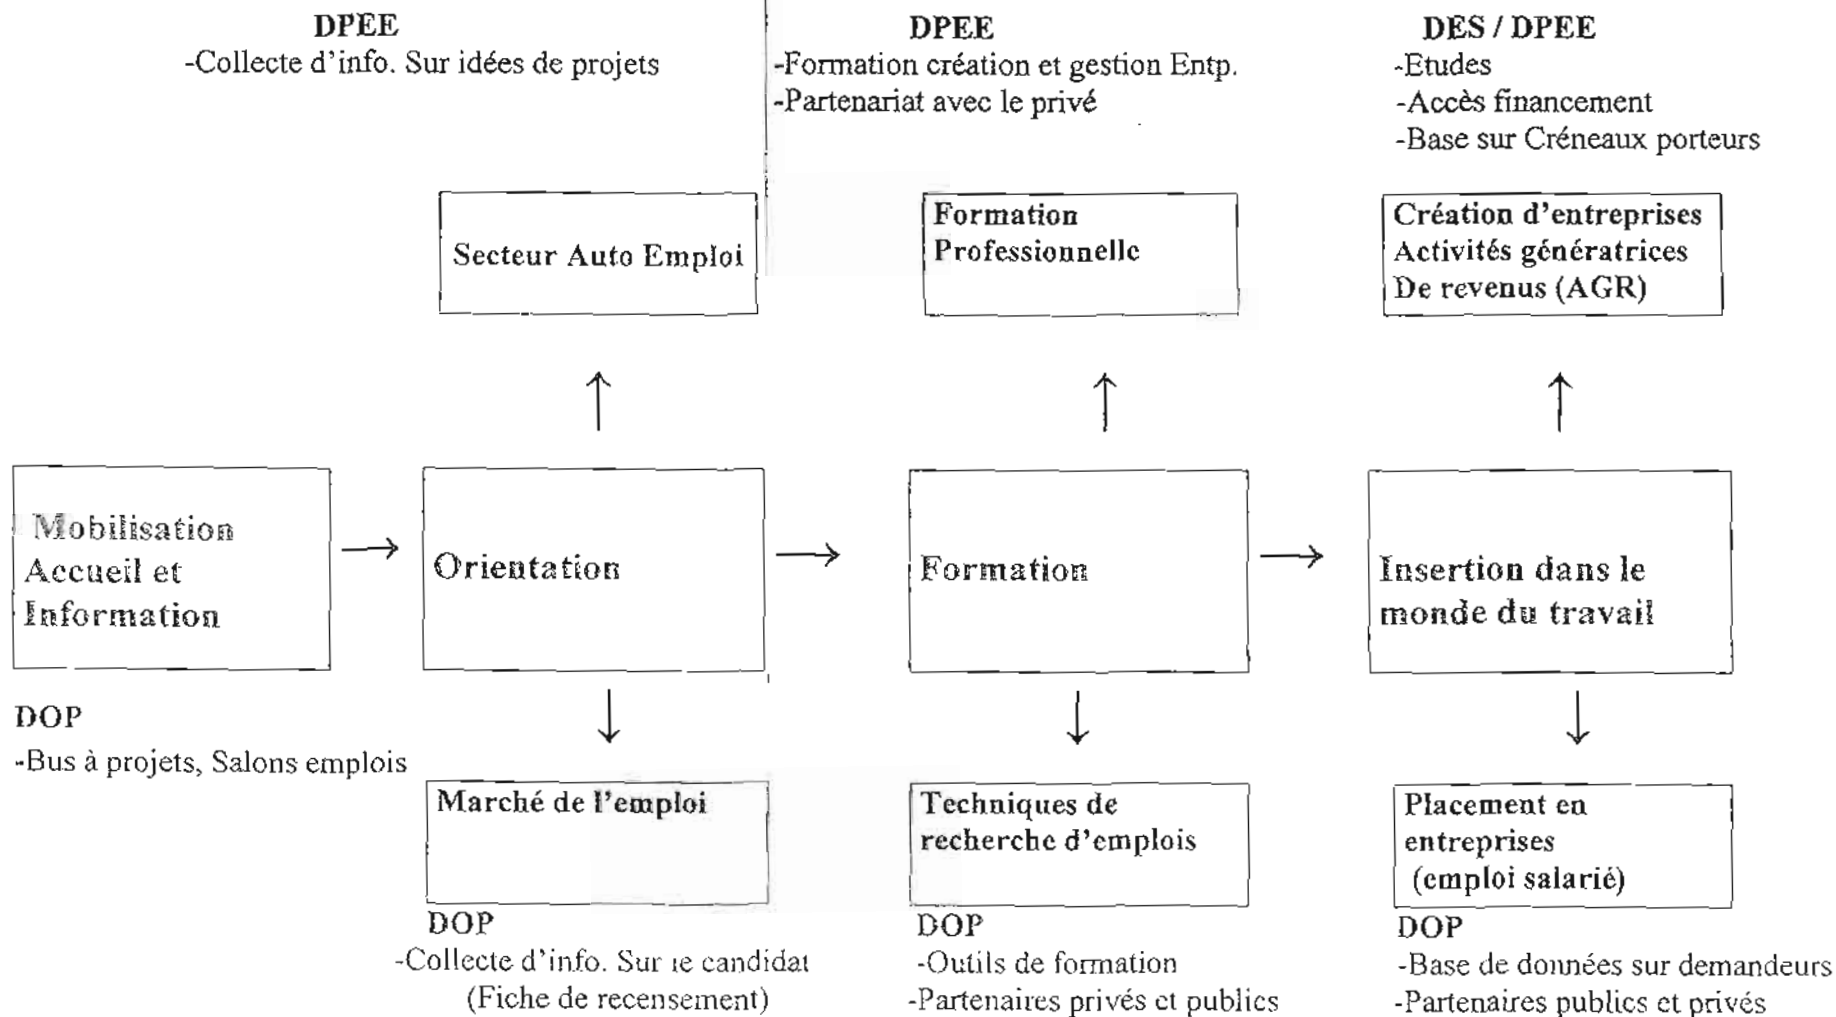 DPEE
-Collecte d'info. Sur idées de projets
DPEE
-Formation création et gestion Entp.
-Partenariat avec le privé
DES / DPEE
-Etudes
-Accès financement
-Base sur Créneaux porteurs
Secteur Auto Emploi
Formation
Professionnelle
Création d'entreprises
Activités génératrices
De revenus (AGR)
Mobilisation
Accueil et
Information
Orientation
Formation
Insertion dans le
monde du travail
DOP
-Bus à projets, Salons emplois
Marché de l'emploi
Techniques de
recherche d'emplois
Placement en
entreprises
(emploi salarié)
DOP
-Collecte d'info. Sur le candidat
(Fiche de recensement)
DOP
-Outils de formation
-Partenaires privés et publics
DOP
-Base de données sur demandeurs
-Partenaires publics et privés